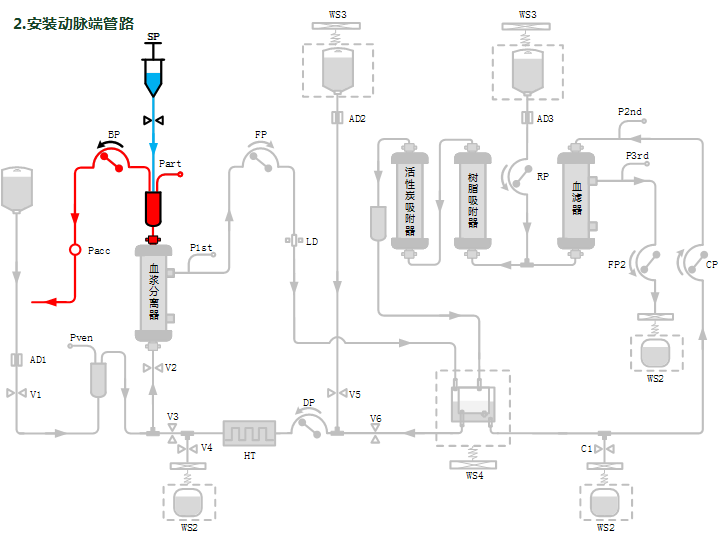 2.安装动脉端管路
SP
WS3
WS3
BP
FP
AD2
AD3
P2nd
Part
P3rd
RP
活性炭吸附器
树脂吸附器
血滤器
Pacc
P1st
LD
FP2
CP
血浆分离器
Pven
AD1
V2
V1
V5
WS2
V3
DP
V6
V4
HT
C1
WS4
WS2
WS2